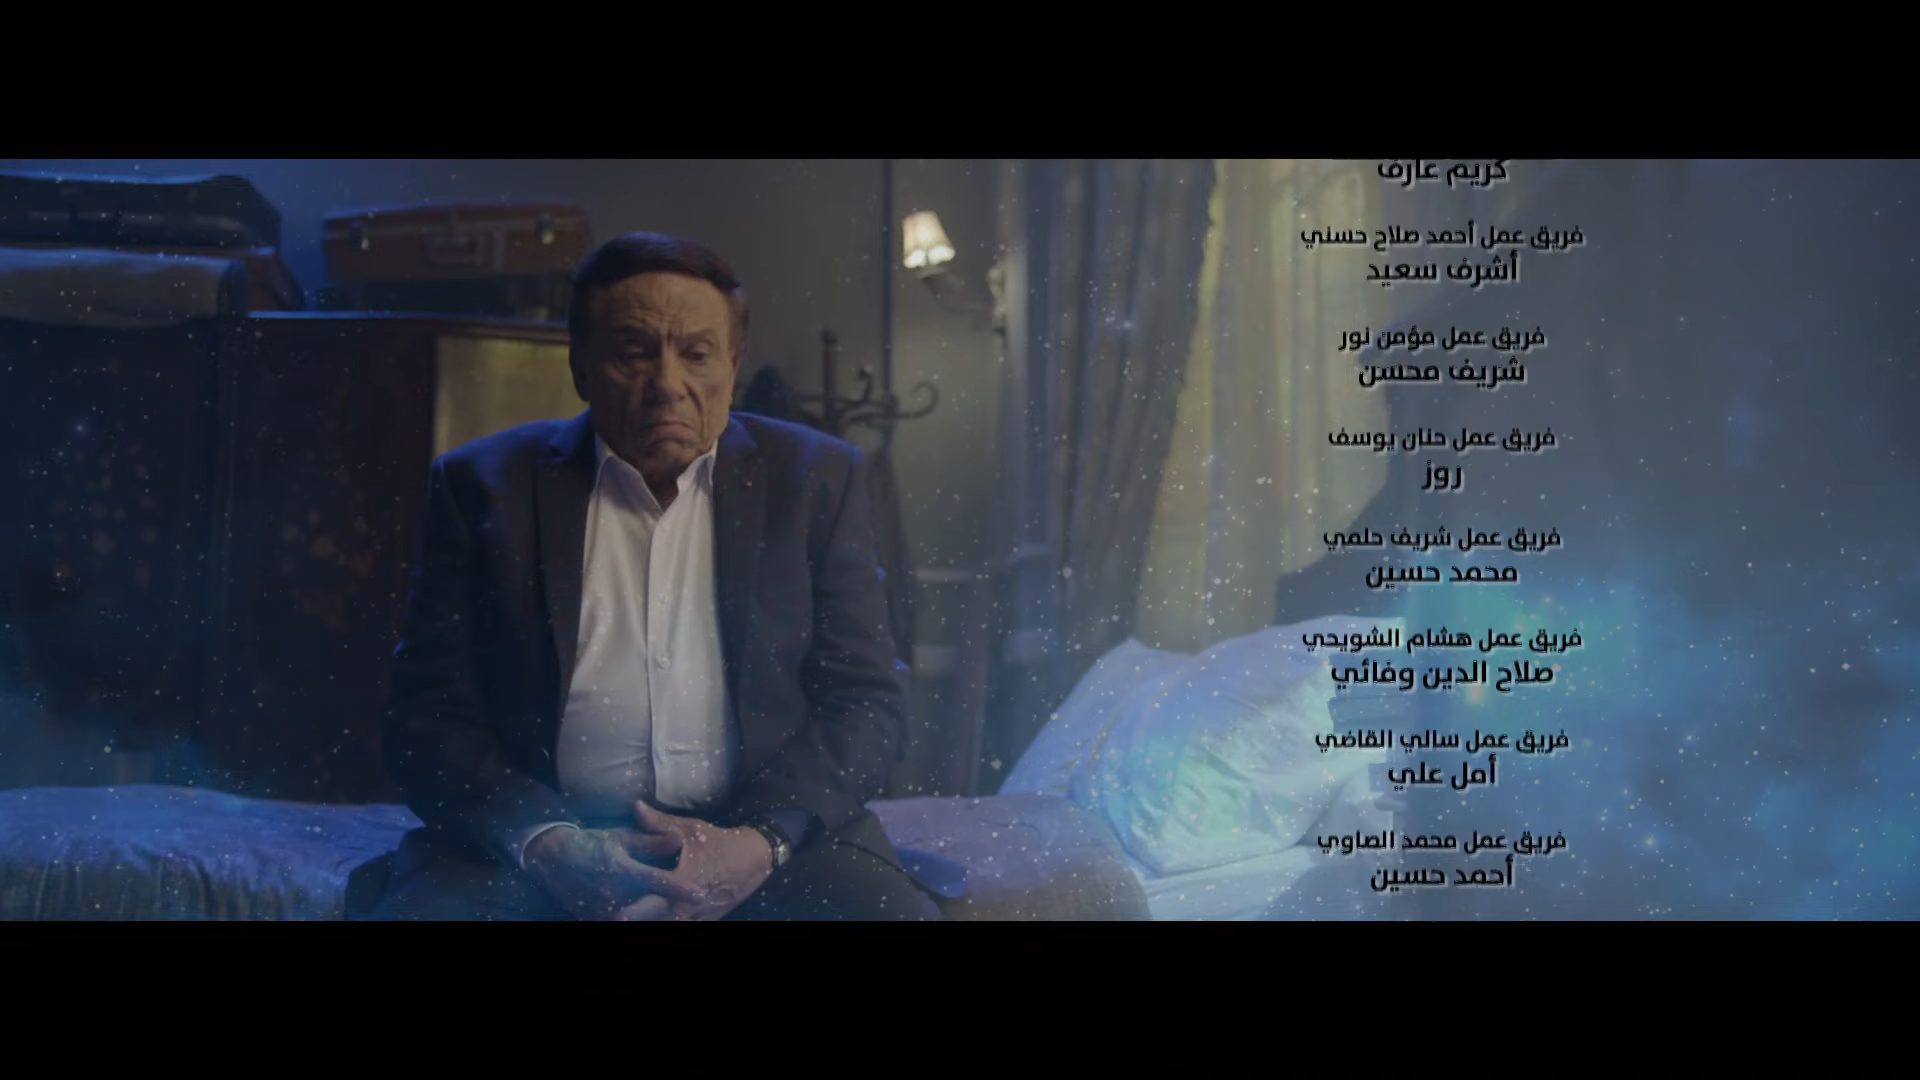 كريم عارف
فريق عمل أحمد صلاح حسني
أشرف سعيد
فريق عمل مؤمن نور
شريف محسن
فريق عمل حنان يوسف
روز
فريق عمل شريف حلمي
محمد حسين
فريق عمل هشام الشويحي
صلاح الدين وفائي
فريق عمل سالي القاضي
أمل علي
فريق عمل محمد الصاوي
أحمد حسين